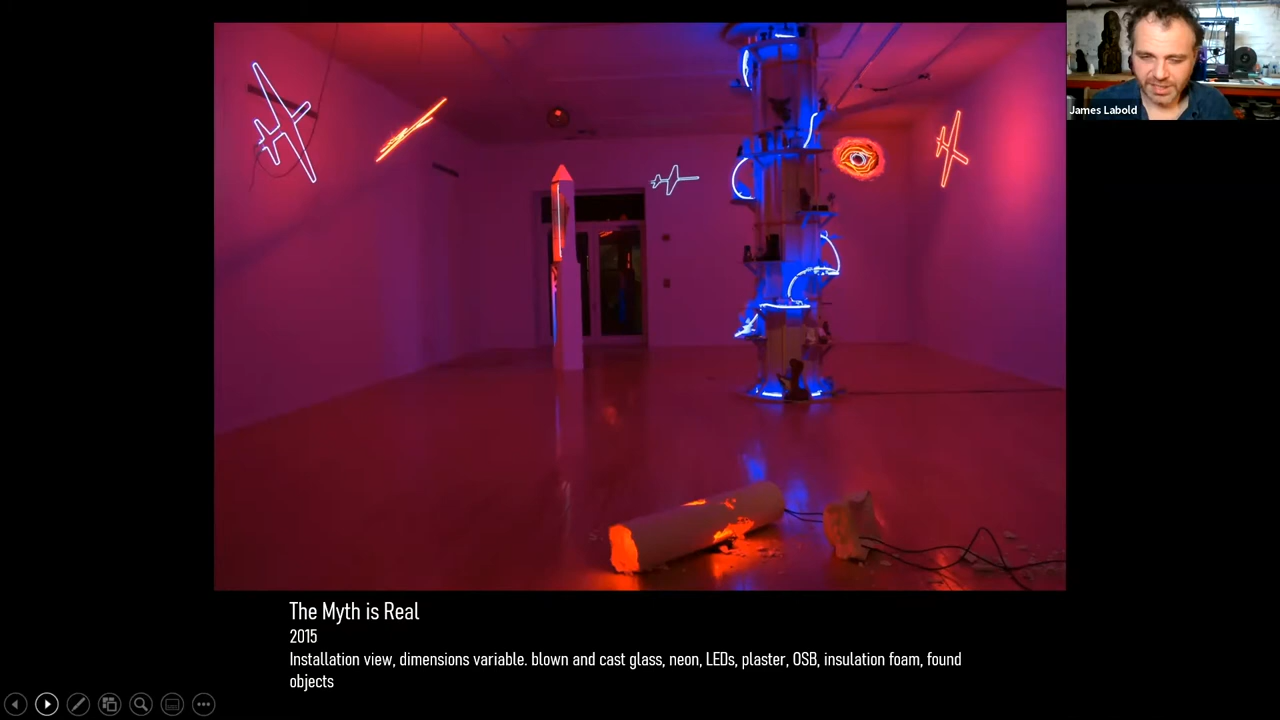 James Labold
The Myth is Real
2015
Installation view, dimensions variable. blown and cast glass, neon, LEDs, plaster, OSB, insulation foam, found
objects